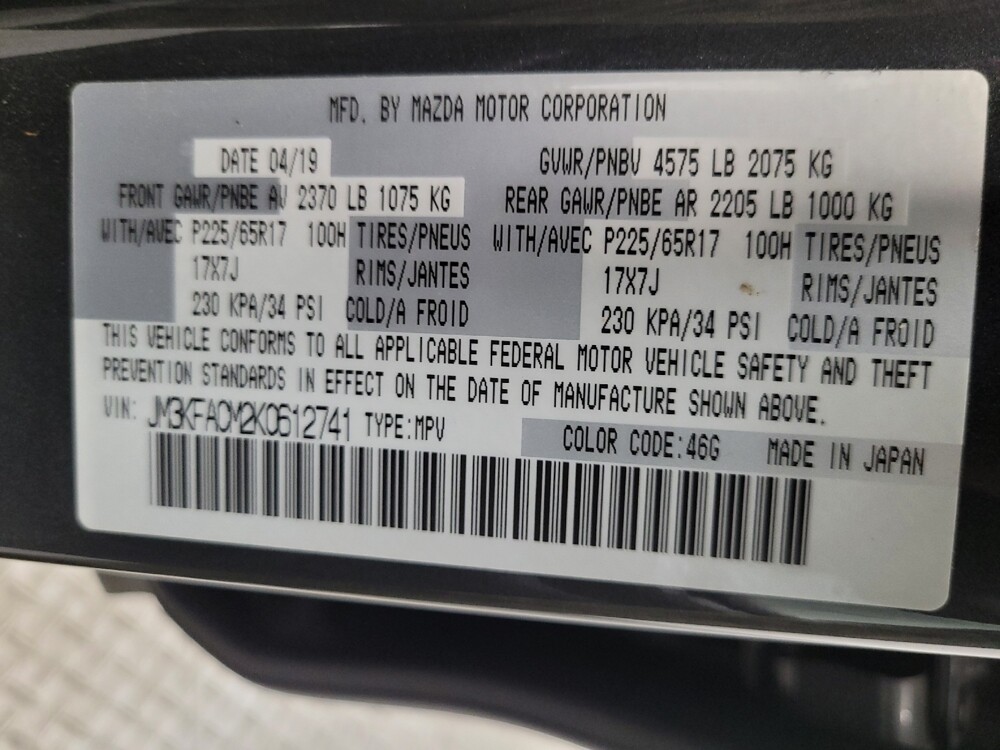 MFD. BY MAZDA MOTOR CORPORATION
DATE 04/19 GVWR/PNBV 4575 LB 2075 KG
FRONT GAWR/PNBE AV 2370 LB 1075 KG REAR GAWR/PNBE AR 2205 LB 1000 KG
WITH/AVEC P225/65R17 100H TIRES/PNEUS WITH/AVEC P225/65R17 100H TIRES/PNEUS
17X7J RIMS/JANTES 17X7J RIMS/JANTES
230 KPA/34 PSI COLD/A FROID 230 KPA/34 PSI COLD/A FROID
THIS VEHICLE CONFORMS TO ALL APPLICABLE FEDERAL MOTOR VEHICLE SAFETY AND THEFT
PREVENTION STANDARDS IN EFFECT ON THE DATE OF MANUFACTURE SHOWN ABOVE.
VIN: JM3KFACM2K0612741 TYPE:MPV COLOR CODE:46G MADE IN JAPAN